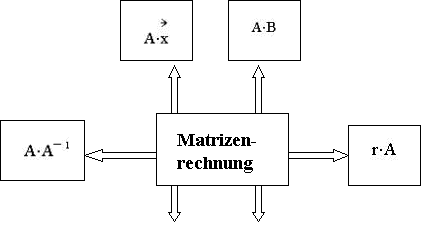 A·x⃗
A·B
A·A⁻¹
Matrizen-
rechnung
r·A